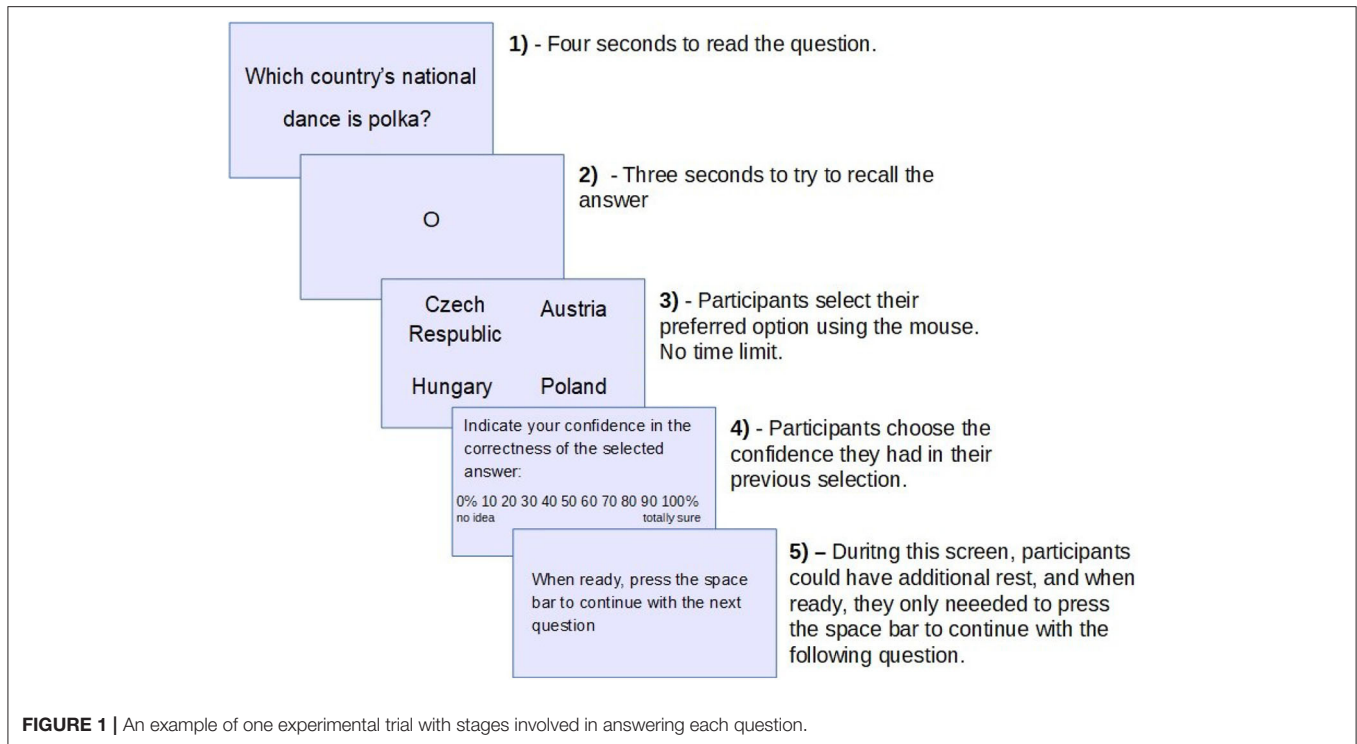 Which country's national
dance is polka?
1) - Four seconds to read the question.
O
2) - Three seconds to try to recall the
answer
Czech
Respublic
Austria
Hungary
Poland
3) - Participants select their
preferred option using the mouse.
No time limit.
Indicate your confidence in the
correctness of the selected
answer:
0% 10 20 30 40 50 60 70 80 90 100%
no idea
totally sure
4) - Participants choose the
confidence they had in their
previous selection.
When ready, press the space
bar to continue with the next
question
5) – Duritng this screen, participants
could have additional rest, and when
ready, they only neeeded to press
the space bar to continue with the
following question.
FIGURE 1 | An example of one experimental trial with stages involved in answering each question.